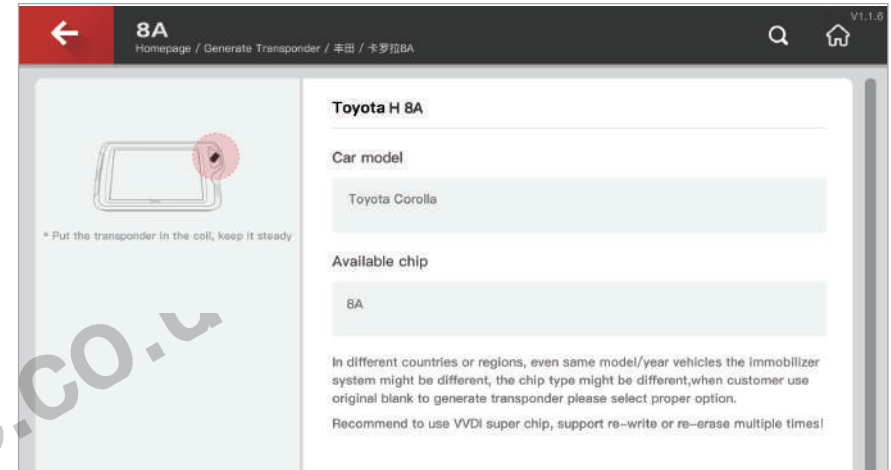 V1.1.6
8A
Homepage / Generate Transponder / 丰田 / 卡罗拉8A
Toyota H 8A
Car model
Toyota Corolla
* Put the transponder in the coil, keep it steady
Available chip
8A
In different countries or regions, even same model/year vehicles the immobilizer
system might be different, the chip type might be different,when customer use
original blank to generate transponder please select proper option.
Recommend to use VVDI super chip, support re-write or re-erase multiple times!
.co.u